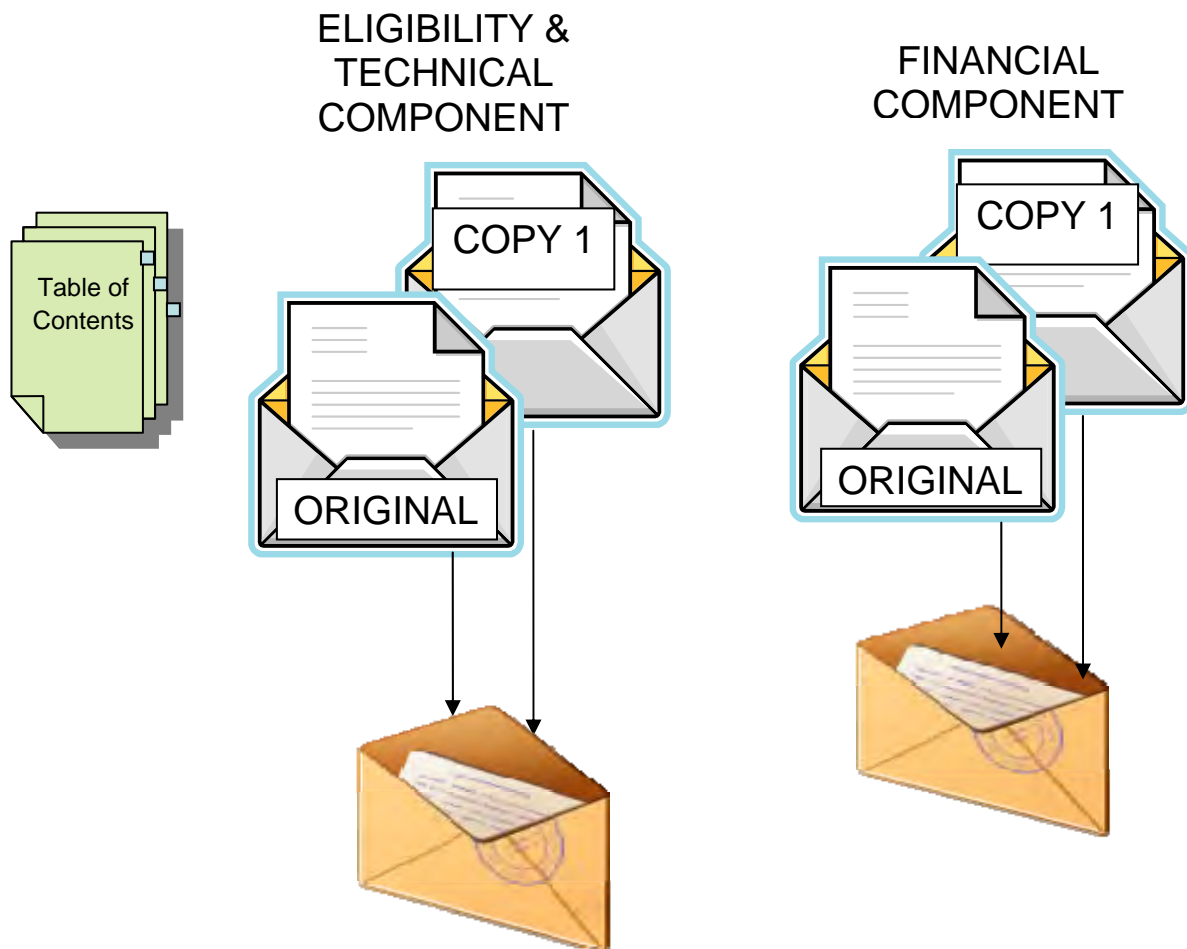 ELIGIBILITY &
TECHNICAL
COMPONENT
FINANCIAL
COMPONENT
Table of
Contents
COPY 1
ORIGINAL
COPY 1
ORIGINAL